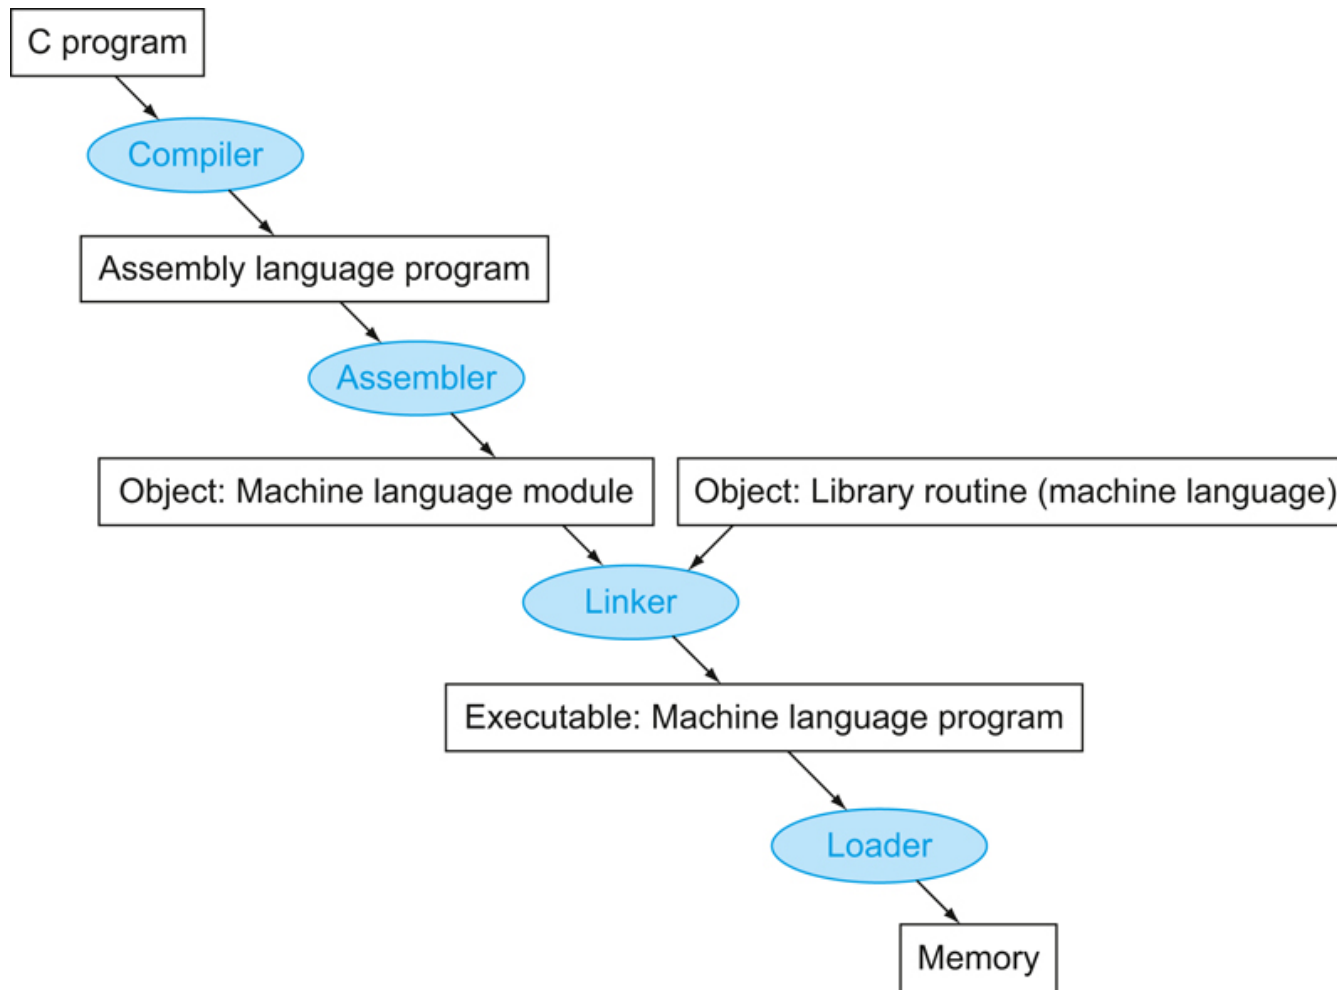 C program
Compiler
Assembly language program
Assembler
Object: Machine language module
Object: Library routine (machine language)
Linker
Executable: Machine language program
Loader
Memory